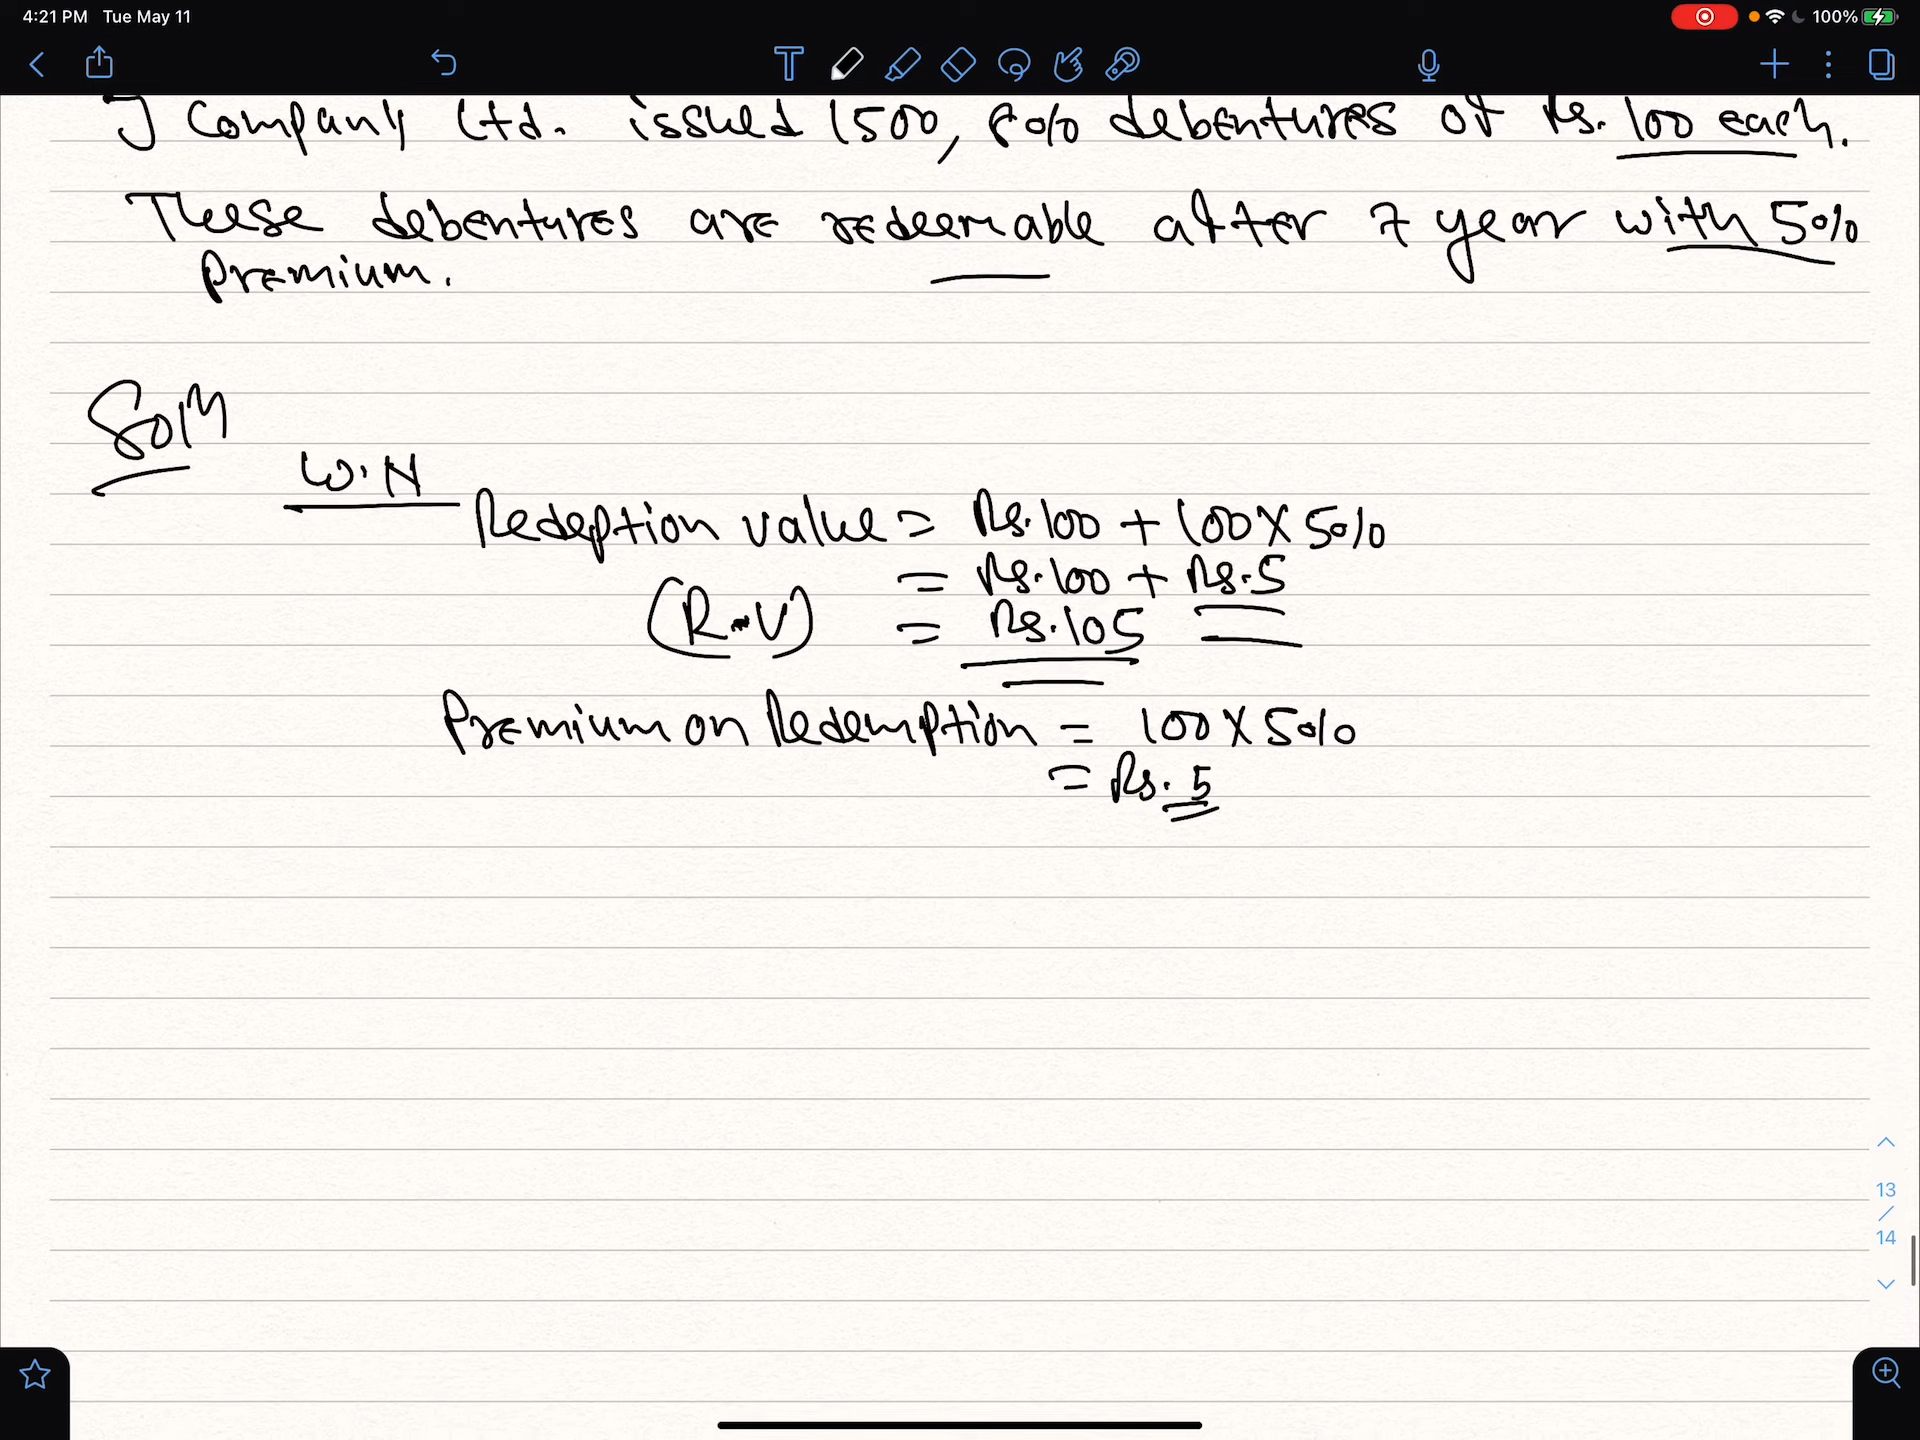 4:21 PM Tue May 11
100%
J Company Ltd. issued 1500, 8% debentures of Rs. 100 each.
These debentures are redeemable after 7 year with 5%
Premium.
Soln
W.N
Redeption value = Rs.100 + 100 X 5%
= Rs.100 + Rs.5
(R.V) = Rs.105
Premium on Redemption = 100 X 5%
= Rs. 5
13
/
14